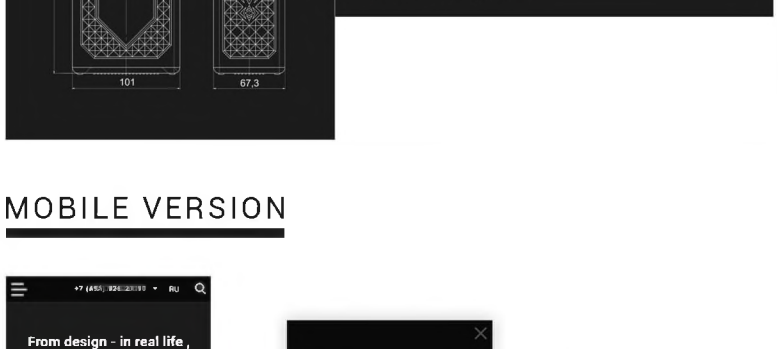 101 67,3
MOBILE VERSION
+7 RU
From design - in real life ,